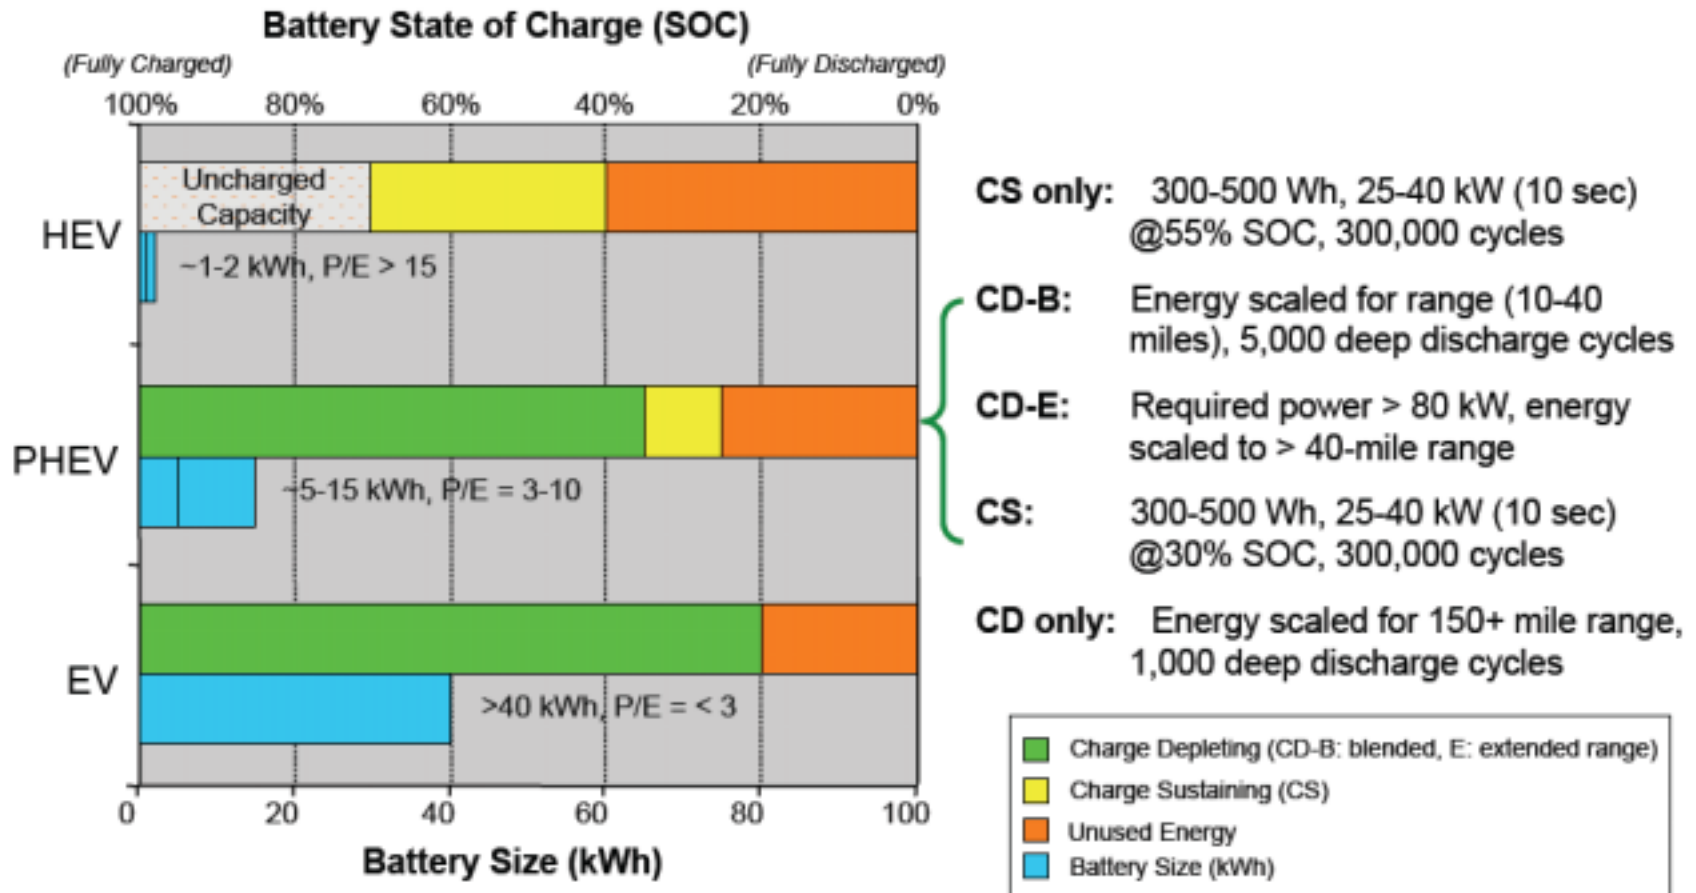 Battery State of Charge (SOC)
(Fully Charged) (Fully Discharged)
100% 80% 60% 40% 20% 0%
HEV
Uncharged
Capacity
~1-2 kWh, P/E > 15
PHEV
~5-15 kWh, P/E = 3-10
EV
>40 kWh, P/E = < 3
0 20 40 60 80 100
Battery Size (kWh)
CS only: 300-500 Wh, 25-40 kW (10 sec)
@55% SOC, 300,000 cycles
CD-B: Energy scaled for range (10-40
miles), 5,000 deep discharge cycles
CD-E: Required power > 80 kW, energy
scaled to > 40-mile range
CS: 300-500 Wh, 25-40 kW (10 sec)
@30% SOC, 300,000 cycles
CD only: Energy scaled for 150+ mile range,
1,000 deep discharge cycles
Charge Depleting (CD-B: blended, E: extended range)
Charge Sustaining (CS)
Unused Energy
Battery Size (kWh)